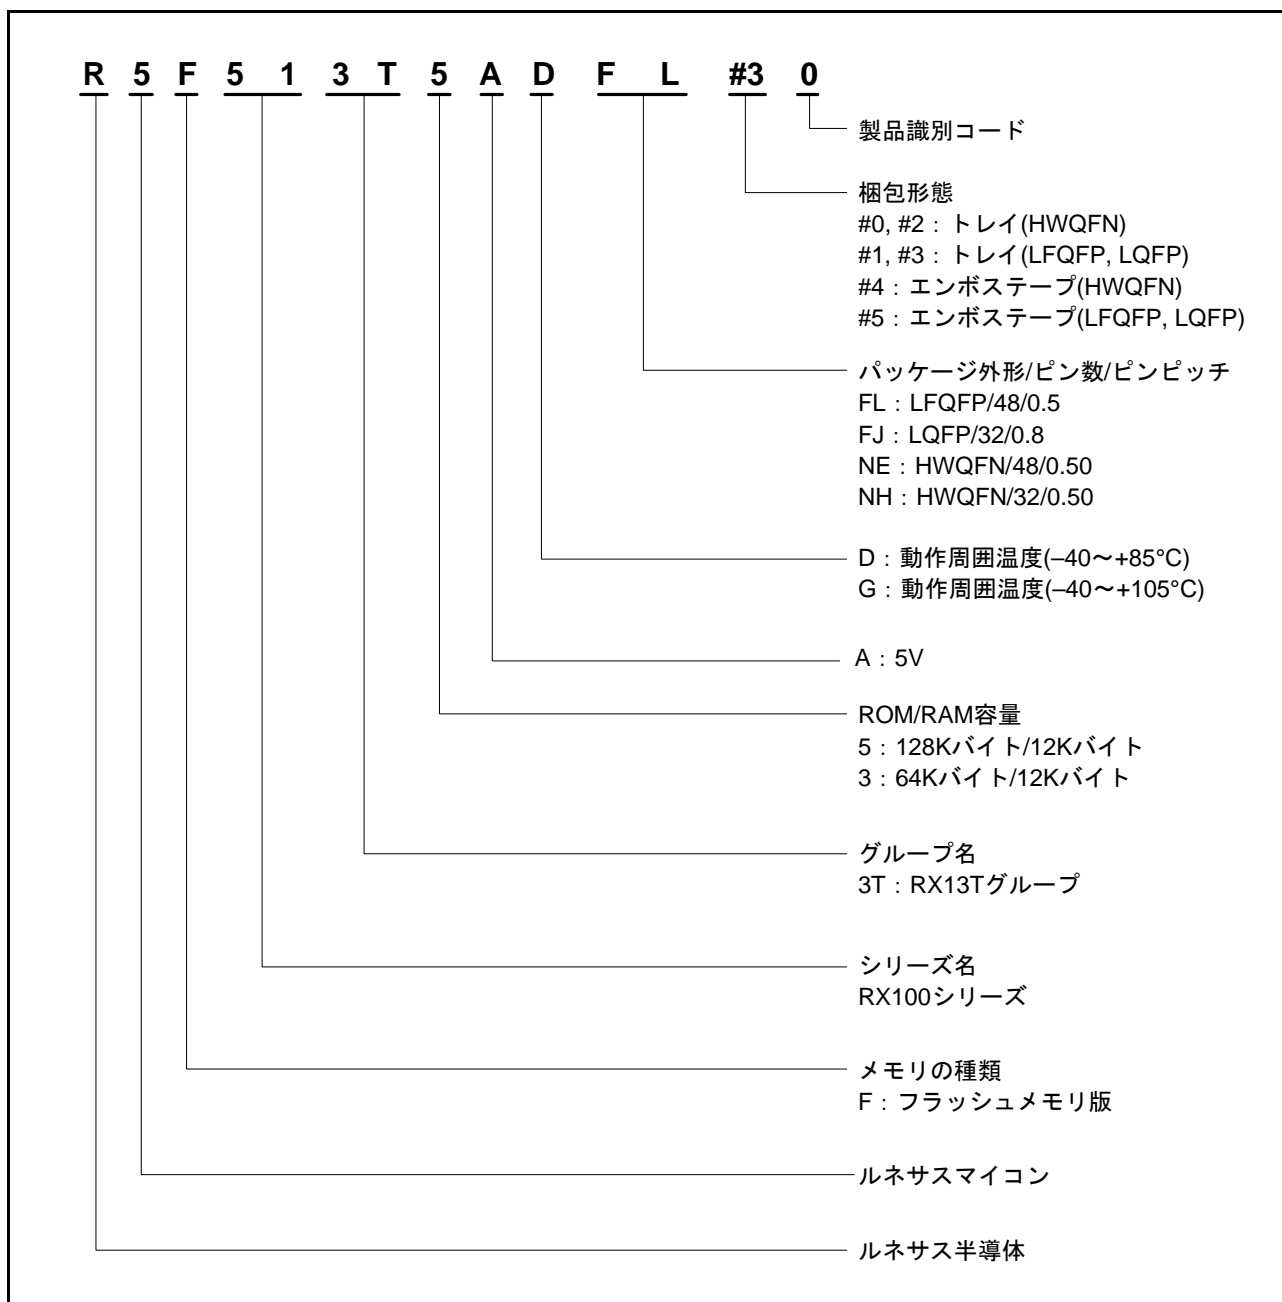 R 5 F 5 1 3 T 5 A D F L #3 0
製品識別コード
梱包形態
#0, #2：トレイ(HWQFN)
#1, #3：トレイ(LFQFP, LQFP)
#4：エンボステープ(HWQFN)
#5：エンボステープ(LFQFP, LQFP)
パッケージ外形/ピン数/ピンピッチ
FL：LFQFP/48/0.5
FJ：LQFP/32/0.8
NE：HWQFN/48/0.50
NH：HWQFN/32/0.50
D：動作周囲温度(–40～+85°C)
G：動作周囲温度(–40～+105°C)
A：5V
ROM/RAM容量
5：128Kバイト/12Kバイト
3：64Kバイト/12Kバイト
グループ名
3T：RX13Tグループ
シリーズ名
RX100シリーズ
メモリの種類
F：フラッシュメモリ版
ルネサスマイコン
ルネサス半導体